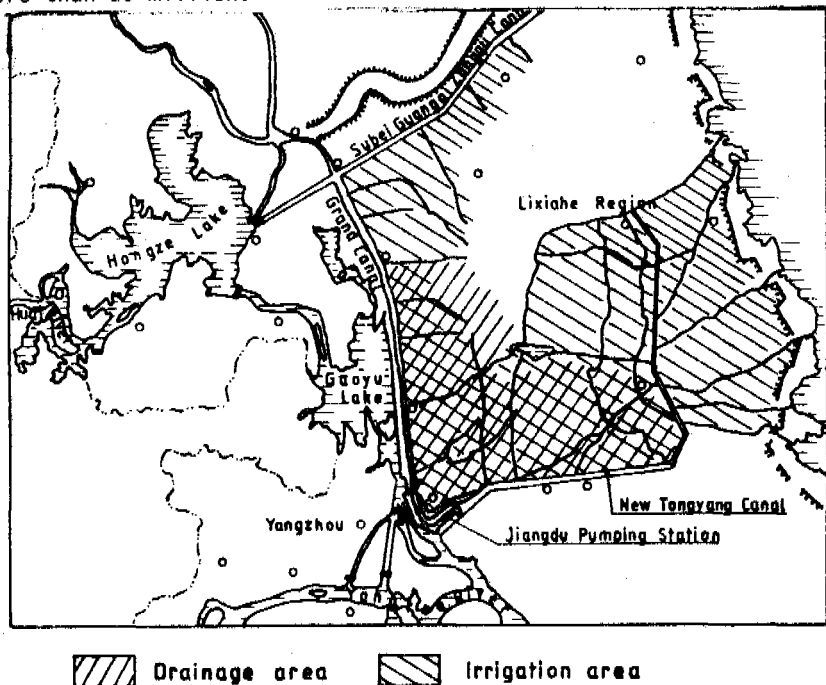 Subei Guangai Zhongqu Canal
Lixiahe Region
Hongze Lake
Grand Canal
Gaoyu
Lake
New Tongyang Canal
Yangzhou
Jiangdu Pumping Station
Drainage area
Irrigation area